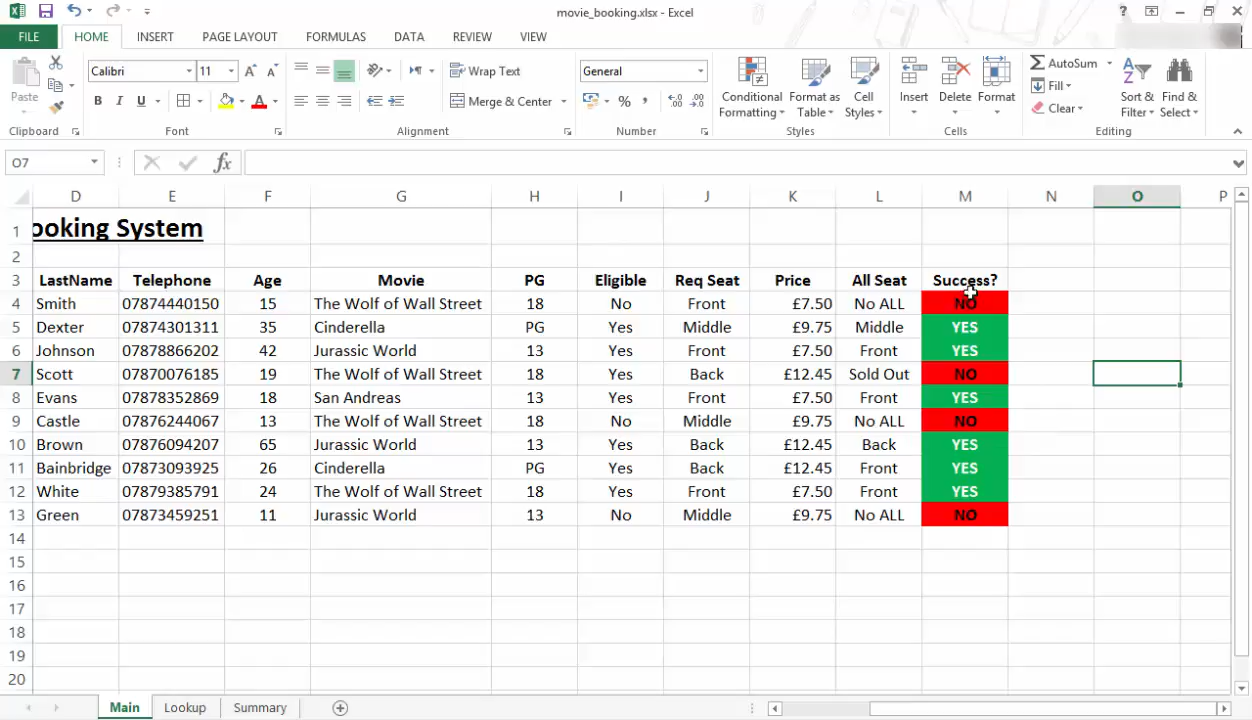 movie_booking.xlsx - Excel
FILE HOME INSERT PAGE LAYOUT FORMULAS DATA REVIEW VIEW
Paste Calibri 11 Wrap Text General Conditional Formatting Format as Table Cell Styles Insert Delete Format AutoSum Sort & Filter Find & Select
B I U Merge & Center % Fill
Clear
Clipboard Font Alignment Number Styles Cells Editing
O7 fx
D E F G H I J K L M N O P
1 ooking System
2
3 LastName Telephone Age Movie PG Eligible Req Seat Price All Seat Success?
4 Smith 07874440150 15 The Wolf of Wall Street 18 No Front £7.50 No ALL NO
5 Dexter 07874301311 35 Cinderella PG Yes Middle £9.75 Middle YES
6 Johnson 07878866202 42 Jurassic World 13 Yes Front £7.50 Front YES
7 Scott 07870076185 19 The Wolf of Wall Street 18 Yes Back £12.45 Sold Out NO
8 Evans 07878352869 18 San Andreas 13 Yes Front £7.50 Front YES
9 Castle 07876244067 13 The Wolf of Wall Street 18 No Middle £9.75 No ALL NO
10 Brown 07876094207 65 Jurassic World 13 Yes Back £12.45 Back YES
11 Bainbridge 07873093925 26 Cinderella PG Yes Back £12.45 Front YES
12 White 07879385791 24 The Wolf of Wall Street 18 Yes Front £7.50 Front YES
13 Green 07873459251 11 Jurassic World 13 No Middle £9.75 No ALL NO
14
15
16
17
18
19
20
Main Lookup Summary